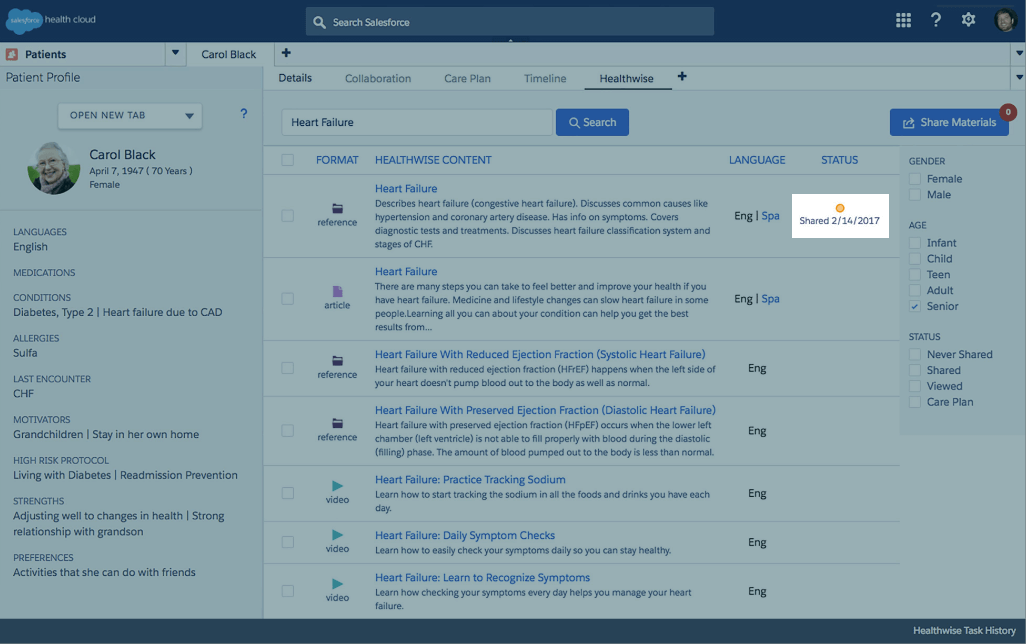 salesforce health cloud
Search Salesforce
?
Patients
Carol Black
+
Patient Profile
OPEN NEW TAB
?
Carol Black
April 7, 1947 ( 70 Years )
Female
LANGUAGES
English
MEDICATIONS
CONDITIONS
Diabetes, Type 2 | Heart failure due to CAD
ALLERGIES
Sulfa
LAST ENCOUNTER
CHF
MOTIVATORS
Grandchildren | Stay in her own home
HIGH RISK PROTOCOL
Living with Diabetes | Readmission Prevention
STRENGTHS
Adjusting well to changes in health | Strong
relationship with grandson
PREFERENCES
Activities that she can do with friends
Details
Collaboration
Care Plan
Timeline
Healthwise
+
Heart Failure
Search
Share Materials
0
FORMAT
HEALTHWISE CONTENT
LANGUAGE
STATUS
reference
Heart Failure
Describes heart failure (congestive heart failure). Discusses common causes like
hypertension and coronary artery disease. Has info on symptoms. Covers
diagnostic tests and treatments. Discusses heart failure classification system and
stages of CHF.
Eng | Spa
Shared 2/14/2017
article
Heart Failure
There are many steps you can take to feel better and improve your health if you
have heart failure. Medicine and lifestyle changes can slow heart failure in some
people.Learning all you can about your condition can help you get the best
results from...
Eng | Spa
reference
Heart Failure With Reduced Ejection Fraction (Systolic Heart Failure)
Heart failure with reduced ejection fraction (HFrEF) happens when the left side of
your heart doesn't pump blood out to the body as well as normal.
Eng
reference
Heart Failure With Preserved Ejection Fraction (Diastolic Heart Failure)
Heart failure with preserved ejection fraction (HFpEF) occurs when the lower left
chamber (left ventricle) is not able to fill properly with blood during the diastolic
(filling) phase. The amount of blood pumped out to the body is less than normal.
Eng
video
Heart Failure: Practice Tracking Sodium
Learn how to start tracking the sodium in all the foods and drinks you have each
day.
Eng
video
Heart Failure: Daily Symptom Checks
Learn how to easily check your symptoms daily so you can stay healthy.
Eng
video
Heart Failure: Learn to Recognize Symptoms
Learn how checking your symptoms every day helps you manage your heart
failure.
Eng
GENDER
Female
Male
AGE
Infant
Child
Teen
Adult
Senior
STATUS
Never Shared
Shared
Viewed
Care Plan
Healthwise Task History